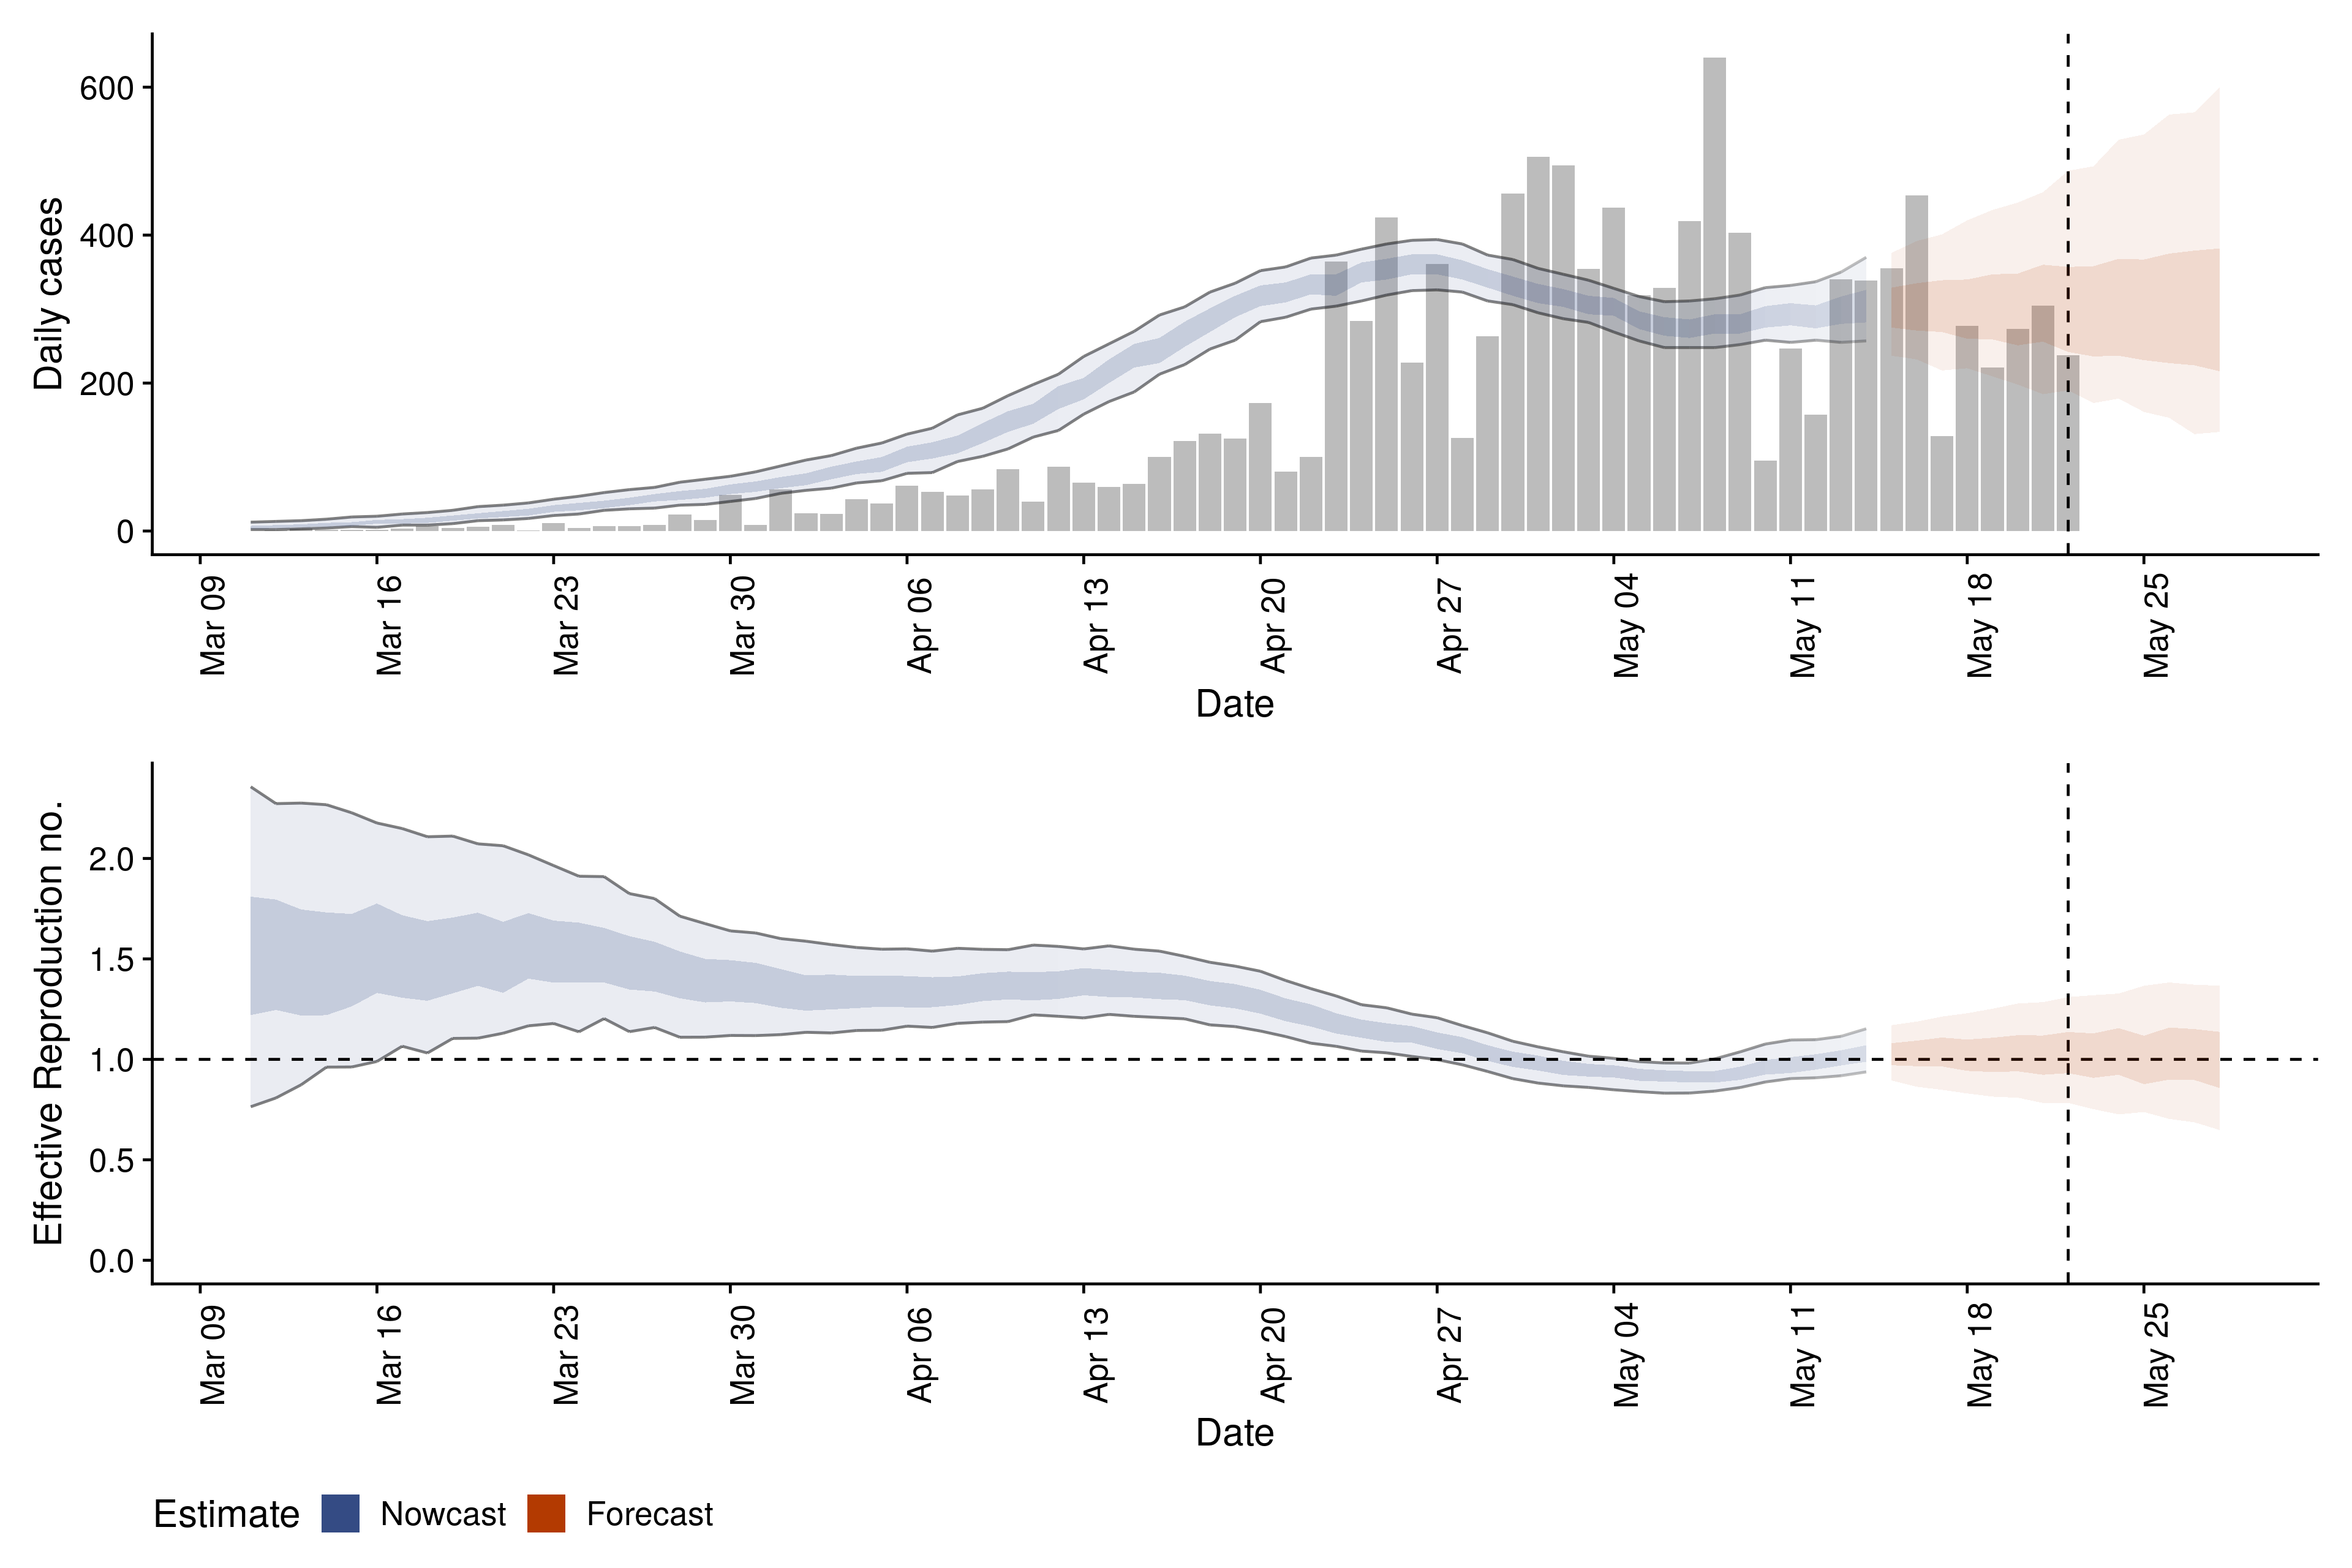 Daily cases
600
400
200
0
Mar 09 Mar 16 Mar 23 Mar 30 Apr 06 Apr 13 Apr 20 Apr 27 May 04 May 11 May 18 May 25
Date
Effective Reproduction no.
2.0
1.5
1.0
0.5
0.0
Mar 09 Mar 16 Mar 23 Mar 30 Apr 06 Apr 13 Apr 20 Apr 27 May 04 May 11 May 18 May 25
Date
Estimate Nowcast Forecast